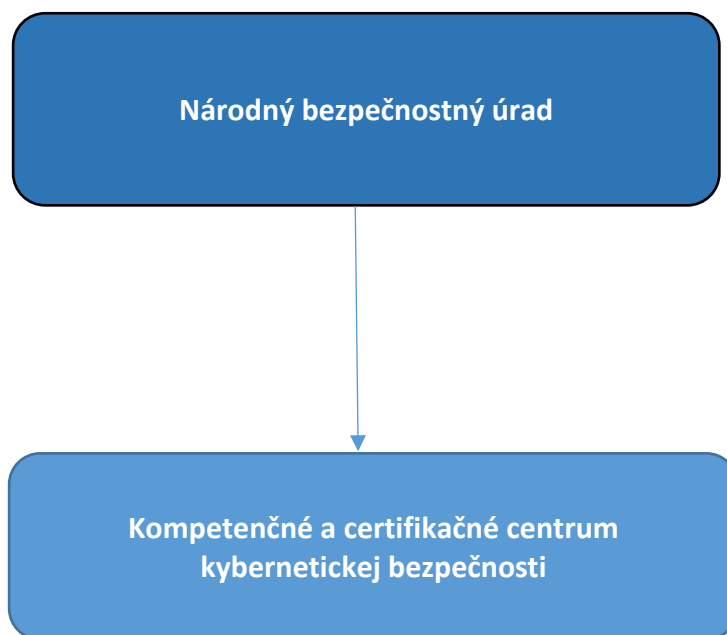 Národný bezpečnostný úrad
Kompetenčné a certifikačné centrum
kybernetickej bezpečnosti